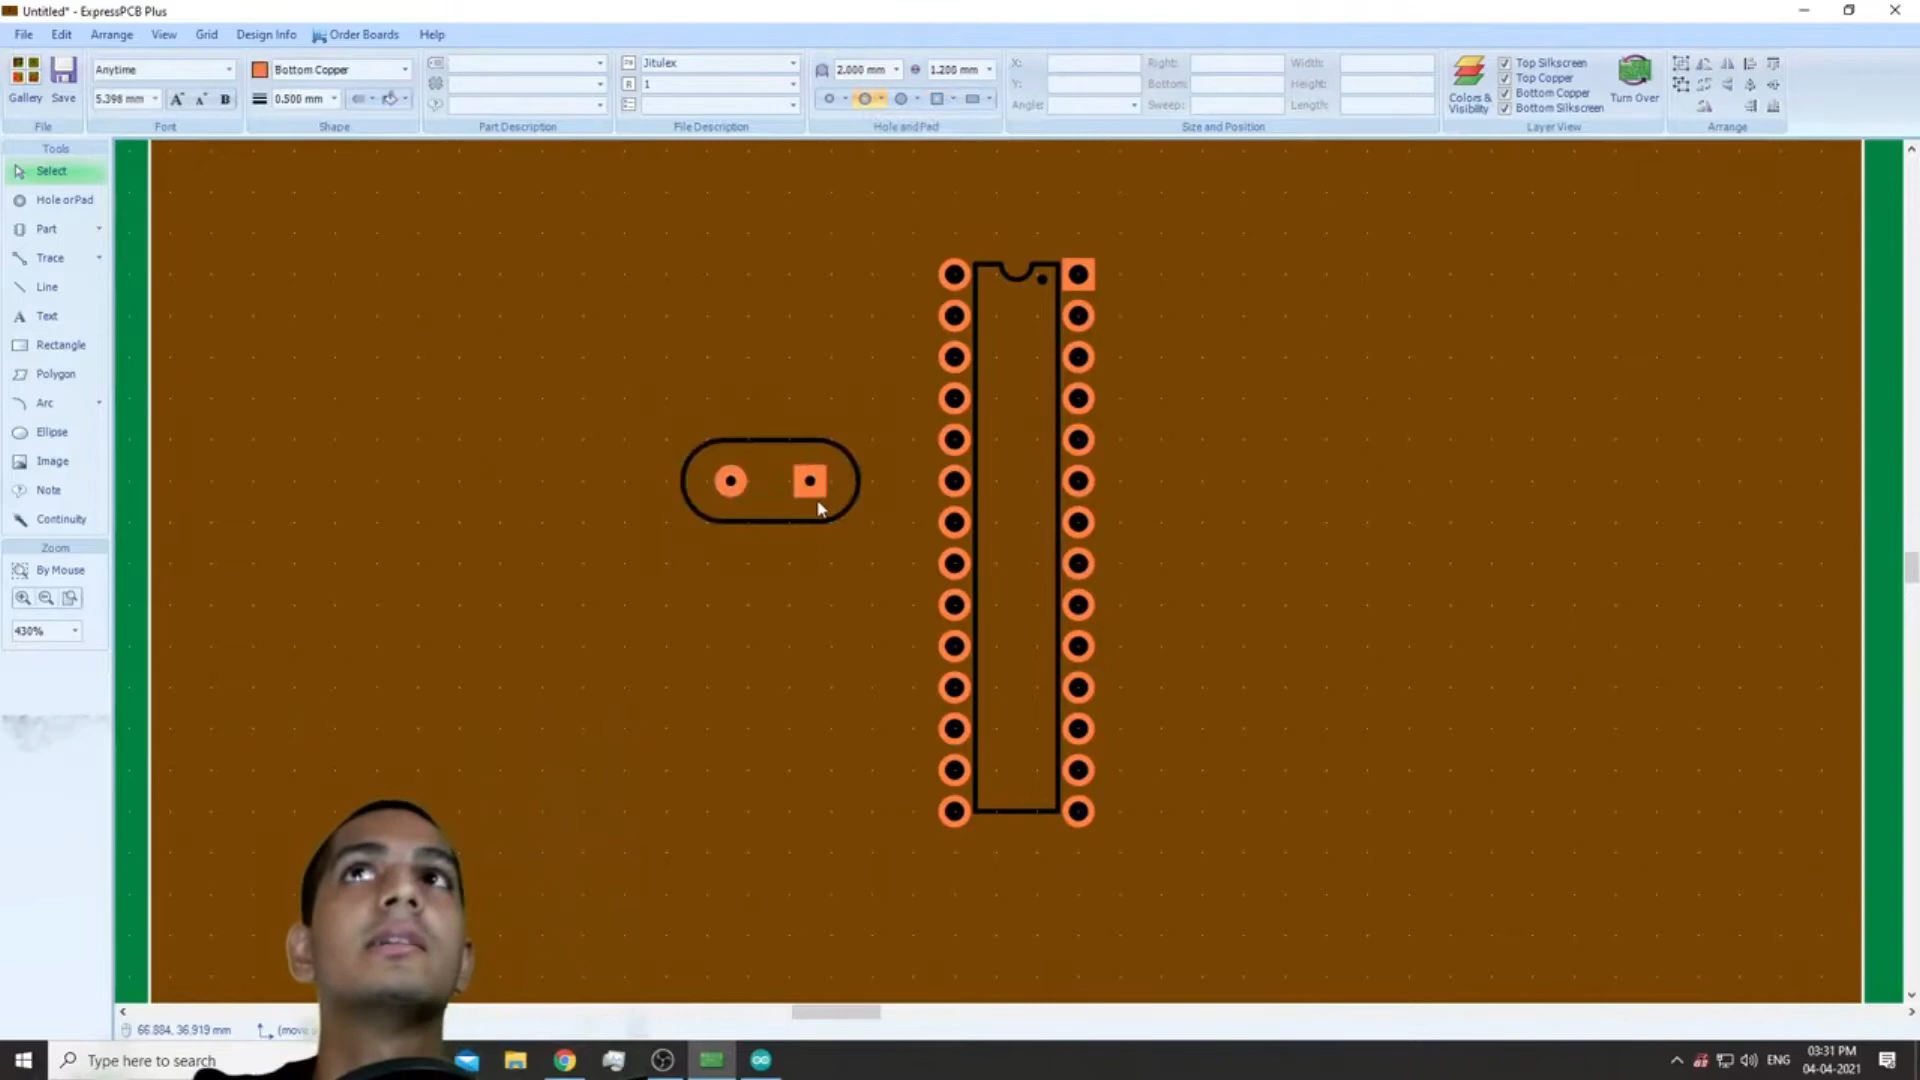 Untitled* - ExpressPCB Plus
File Edit Arrange View Grid Design Info Order Boards Help
Anytime Bottom Copper Jitulex 2.000 mm 1.200 mm X: Right: Width: Top Silkscreen
1 Y: Bottom: Height: Top Copper
Gallery Save 5.398 mm A A B 0.500 mm Angle: Sweep: Length: Colors & Visibility Bottom Copper Turn Over
Bottom Silkscreen
File Font Shape Part Description File Description Hole and Pad Size and Position Layer View Arrange
Tools
Select
Hole or Pad
Part
Trace
Line
Text
Rectangle
Polygon
Arc
Ellipse
Image
Note
Continuity
Zoom
By Mouse
430%
66.884, 36.919 mm (move
Type here to search
ENG
03:31 PM
04-04-2021